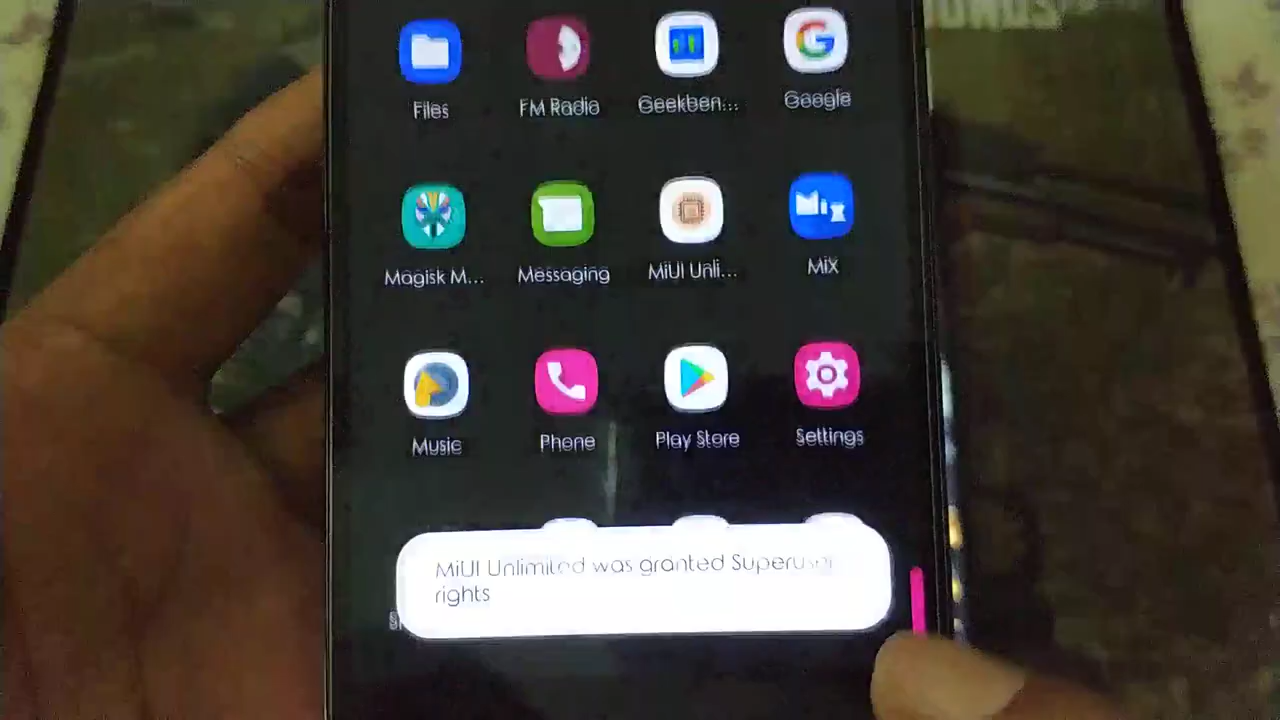 Files FM Radio Geekben... Google
Magisk M... Messaging MiUI Unli... MiX
Music Phone Play Store Settings
MiUI Unlimited was granted Superuser
rights